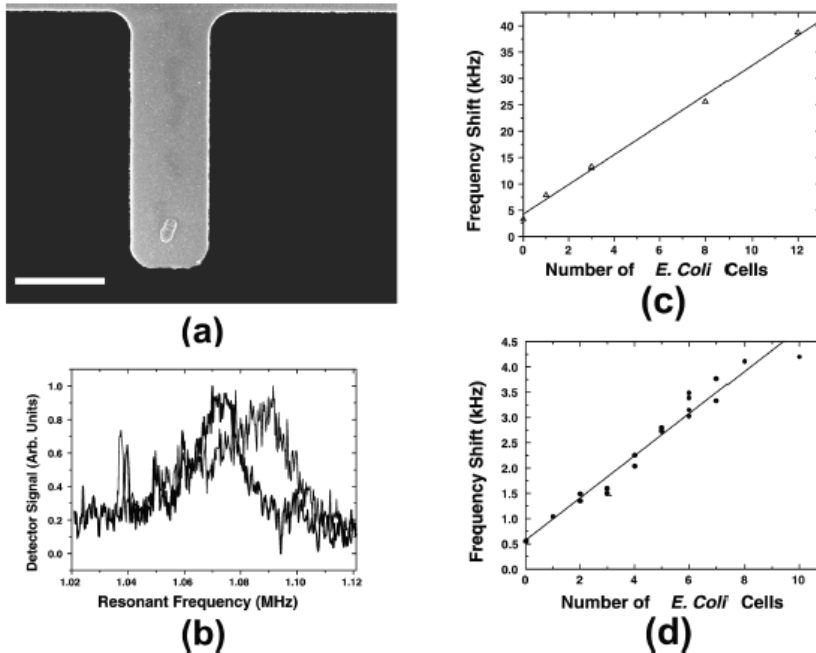 (a)
1.0
0.8
0.6
0.4
0.2
0.0
Detector Signal (Arb. Units)
1.02 1.04 1.06 1.08 1.10 1.12
Resonant Frequency (MHz)
(b)
40
35
30
25
20
15
10
5
0
Frequency Shift (kHz)
0 2 4 6 8 10 12
Number of E. Coli Cells
(c)
4.5
4.0
3.5
3.0
2.5
2.0
1.5
1.0
0.5
0.0
Frequency Shift (kHz)
0 2 4 6 8 10
Number of E. Coli Cells
(d)